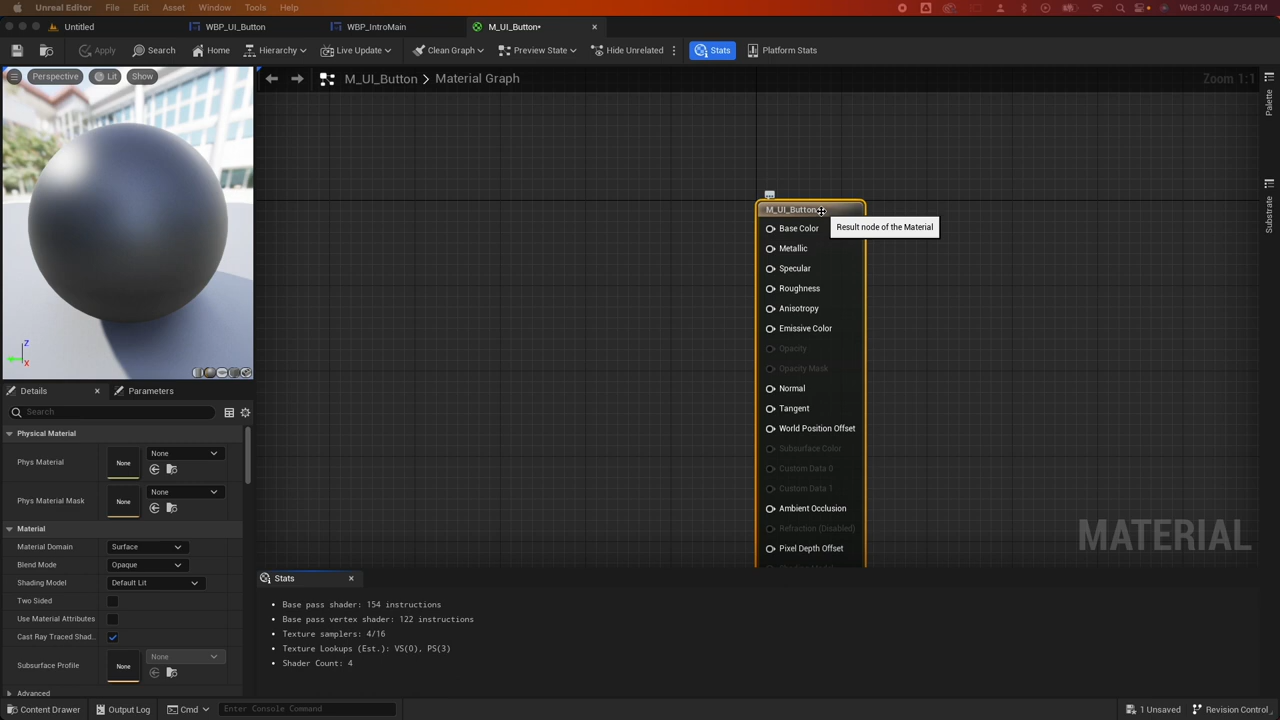 Unreal Engine File Edit Asset Window Tools Help Wed 30 Aug 7:54 PM
Untitled WBP_UI_Button WBP_IntroMain M_UI_Button•
Apply Search Home Hierarchy Live Update Clean Graph Preview State Hide Unrelated Stats Platform Stats
Perspective Lit Show
M_UI_Button > Material Graph
Zoom 1:1
Palette
Substrate
M_UI_Button
Result node of the Material
Base Color
Metallic
Specular
Roughness
Anisotropy
Emissive Color
Opacity
Opacity Mask
Normal
Tangent
World Position Offset
Subsurface Color
Custom Data 0
Custom Data 1
Ambient Occlusion
Refraction (Disabled)
Pixel Depth Offset
MATERIAL
Z
X
Details Parameters
Search
Physical Material
Phys Material None None
Phys Material Mask None None
Material
Material Domain Surface
Blend Mode Opaque
Shading Model Default Lit
Two Sided
Use Material Attributes
Cast Ray Traced Shad...
Subsurface Profile None None
Advanced
Stats
• Base pass shader: 154 instructions
• Base pass vertex shader: 122 instructions
• Texture samplers: 4/16
• Texture Lookups (Est.): VS(0), PS(3)
• Shader Count: 4
Content Drawer Output Log Cmd Enter Console Command 1 Unsaved Revision Control